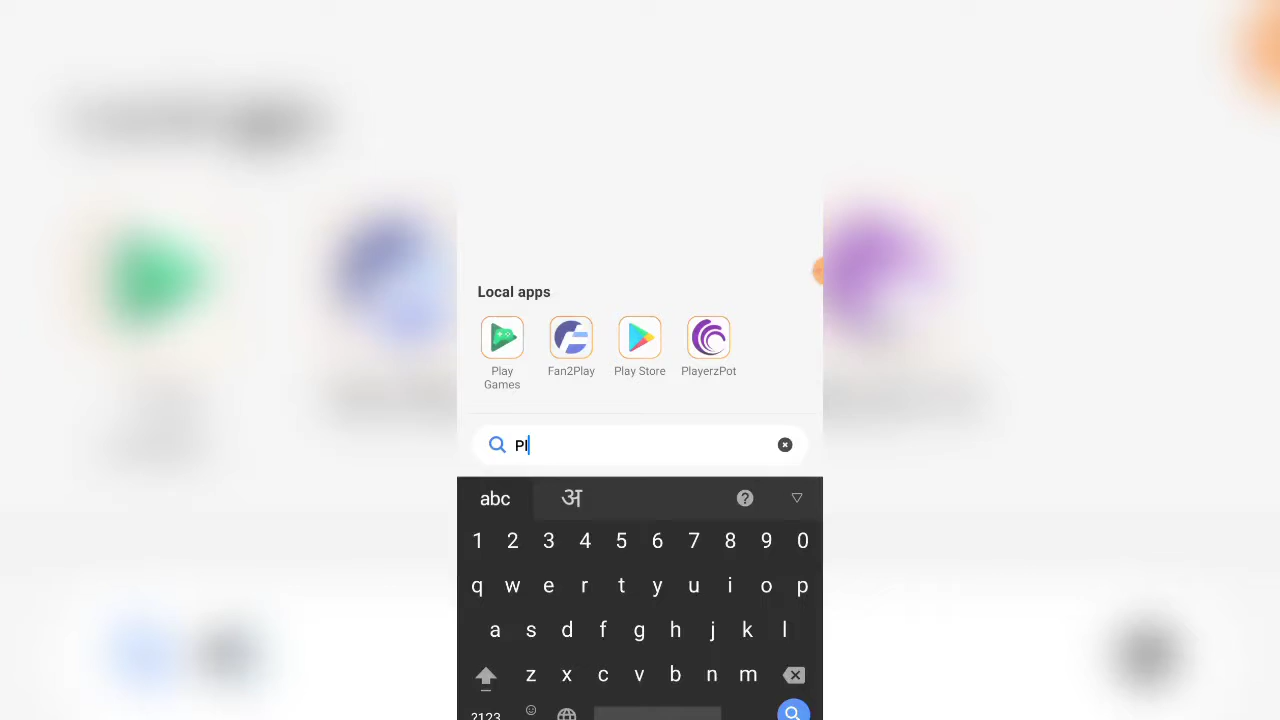 Local apps
Play Games
Fan2Play
Play Store
PlayerzPot
Pl
abc अ ?
1 2 3 4 5 6 7 8 9 0
q w e r t y u i o p
a s d f g h j k l
z x c v b n m
?123